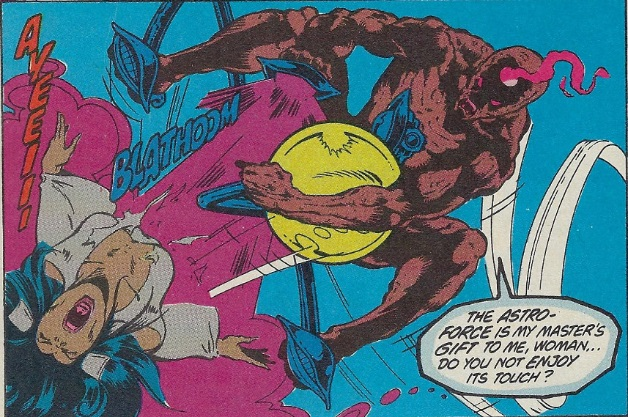 AYEEIII
BLATHOOM
THE ASTRO-
FORCE IS MY MASTER'S
GIFT TO ME, WOMAN...
DO YOU NOT ENJOY
ITS TOUCH?